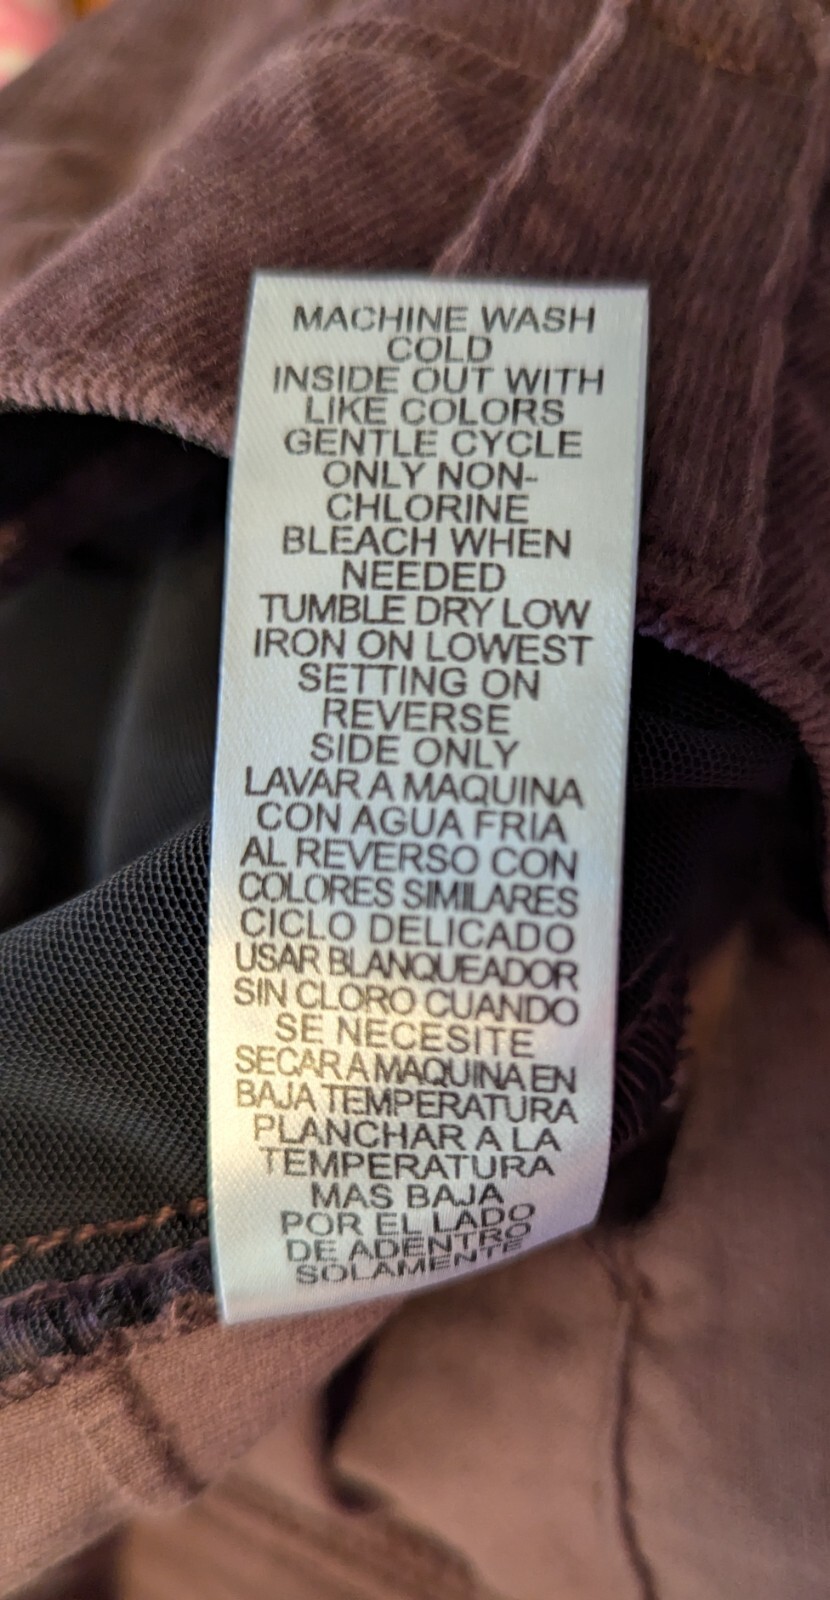 MACHINE WASH
COLD
INSIDE OUT WITH
LIKE COLORS
GENTLE CYCLE
ONLY NON-
CHLORINE
BLEACH WHEN
NEEDED
TUMBLE DRY LOW
IRON ON LOWEST
SETTING ON
REVERSE
SIDE ONLY
LAVAR A MAQUINA
CON AGUA FRIA
AL REVERSO CON
COLORES SIMILARES
CICLO DELICADO
USAR BLANQUEADOR
SIN CLORO CUANDO
SE NECESITE
SECAR A MAQUINA EN
BAJA TEMPERATURA
PLANCHAR A LA
TEMPERATURA
MAS BAJA
POR EL LADO
DE ADENTRO
SOLAMENTE